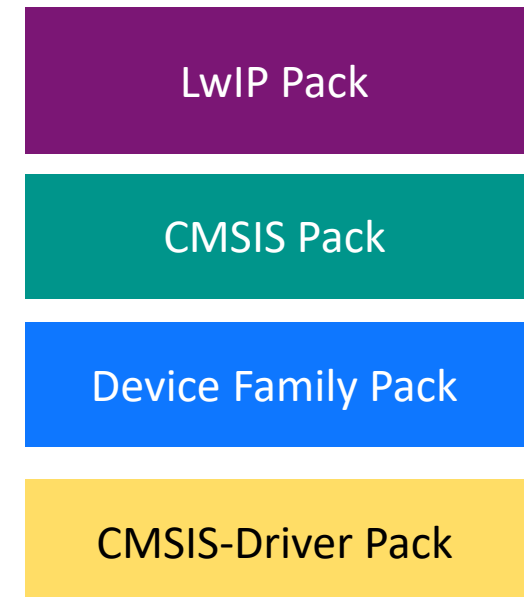 LwIP Pack
CMSIS Pack
Device Family Pack
CMSIS-Driver Pack